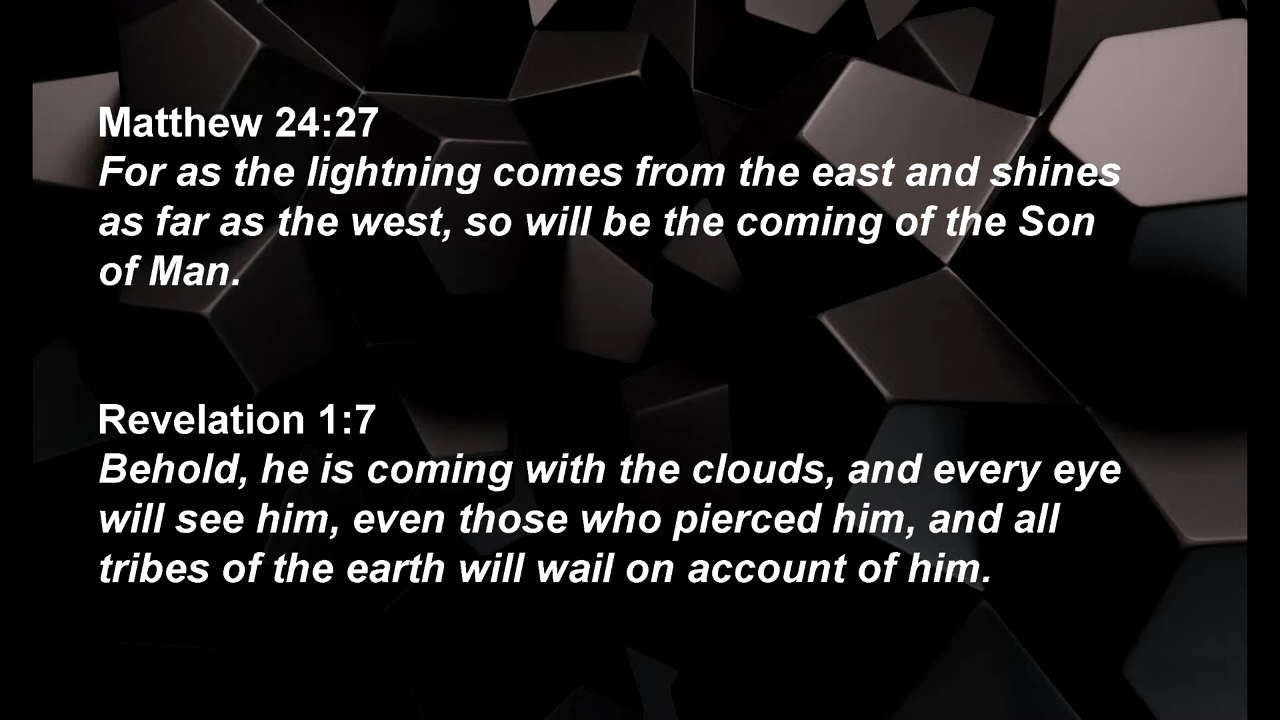 Matthew 24:27
For as the lightning comes from the east and shines
as far as the west, so will be the coming of the Son
of Man.
Revelation 1:7
Behold, he is coming with the clouds, and every eye
will see him, even those who pierced him, and all
tribes of the earth will wail on account of him.